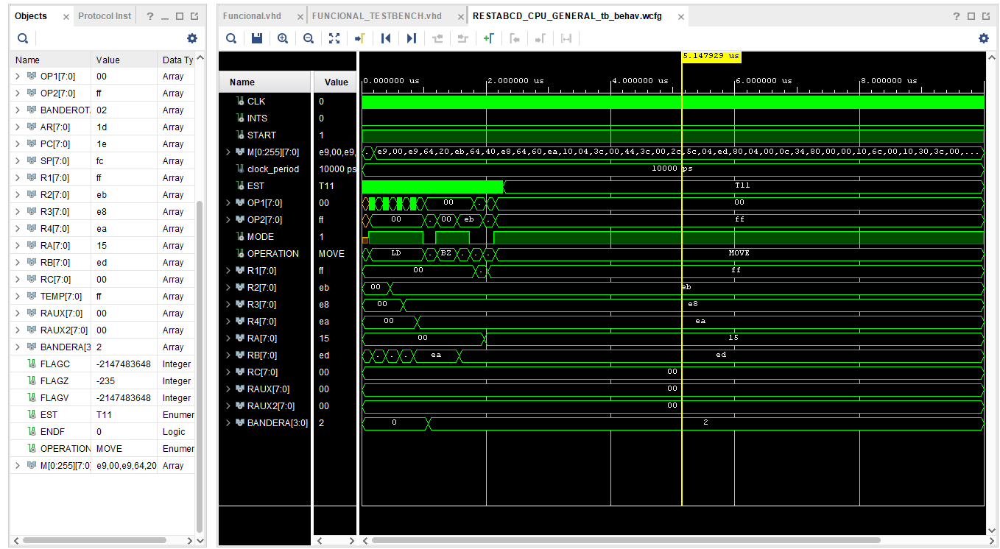 Objects
Protocol Inst
Name Value Data Ty
OP1[7:0] 00 Array
OP2[7:0] ff Array
BANDEROT. 02 Array
AR[7:0] 1d Array
PC[7:0] 1e Array
SP[7:0] fc Array
R1[7:0] ff Array
R2[7:0] eb Array
R3[7:0] e8 Array
R4[7:0] ea Array
RA[7:0] 15 Array
RB[7:0] ed Array
RC[7:0] 00 Array
TEMP[7:0] ff Array
RAUX[7:0] 00 Array
RAUX2[7:0] 00 Array
BANDERA[3 2 Array
FLAGC -2147483648 Integer
FLAGZ -235 Integer
FLAGV -2147483648 Integer
EST T11 Enumer
ENDF 0 Logic
OPERATION MOVE Enumer
M[0:255][7:0] e9,00,e9,64,20 Array
Funcional.vhd
FUNCIONAL_TESTBENCH.vhd
RESTABCD_CPU_GENERAL_tb_behav.wcfg
5.147929 us
0.000000 us 2.000000 us 4.000000 us 6.000000 us 8.000000 us
Name Value
CLK 0
INTS 0
START 1
M[0:255][7:0] e9,00,e9, e9,00,e9,64,20,eb,64,40,e8,64,60,ea,10,04,3c,00,44,3c,00,2c,5c,04,ed,80,04,00,0c,34,80,00,00,10,6c,00,10,30,3c,00,...
clock_period 10000 ps 10000 ps
EST T11 T11
OP1[7:0] 00 00 . 00
OP2[7:0] ff 00 . 00 eb . ff
MODE 1
OPERATION MOVE LD . BZ . . . MOVE
R1[7:0] ff 00 . ff
R2[7:0] eb 00 eb
R3[7:0] e8 00 e8
R4[7:0] ea 00 ea
RA[7:0] 15 00 15
RB[7:0] ed . . . ea ed
RC[7:0] 00 00
RAUX[7:0] 00 00
RAUX2[7:0] 00 00
BANDERA[3:0] 2 0 2